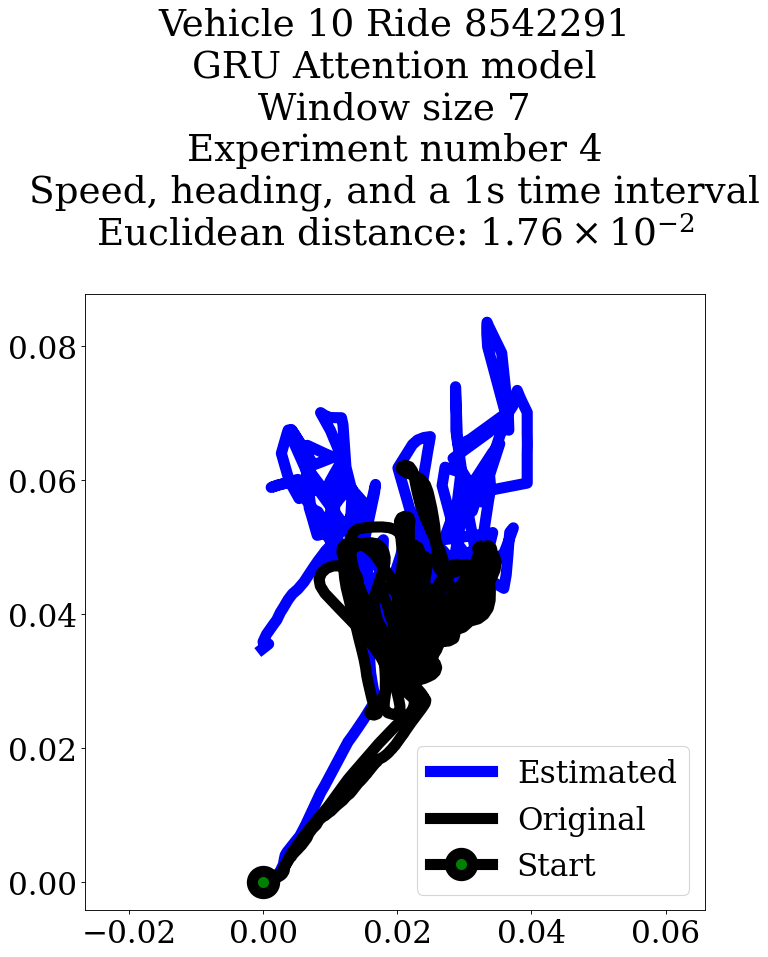 Vehicle 10 Ride 8542291
GRU Attention model
Window size 7
Experiment number 4
Speed, heading, and a 1s time interval
Euclidean distance: 1.76 × 10⁻²
0.08
0.06
0.04
0.02
0.00
Estimated
Original
Start
−0.02 0.00 0.02 0.04 0.06